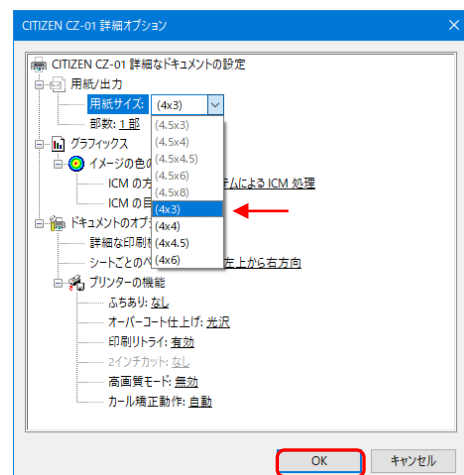 CITIZEN CZ-01 詳細オプション
CITIZEN CZ-01 詳細なドキュメントの設定
用紙/出力
用紙サイズ: (4x3)
部数: 1 部
(4.5x3)
グラフィックス
(4.5x4)
イメージの色の
(4.5x4.5)
(4.5x6)
ICM の方 テムによる ICM 処理
(4.5x8)
ICM の目
(4x3)
ドキュメントのオプ
(4x4)
詳細な印刷
(4x4.5)
シートごとのペ 左上から右方向
(4x6)
プリンターの機能
ふちあり: なし
オーバーコート仕上げ: 光沢
印刷リトライ: 有効
2インチカット: なし
高画質モード: 無効
カール矯正動作: 自動
OK キャンセル